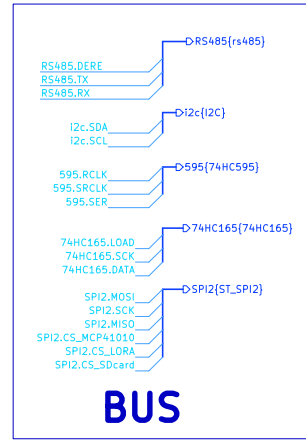 RS485{rs485}
RS485.DERE
RS485.TX
RS485.RX
i2c{I2C}
i2c.SDA
i2c.SCL
595{74HC595}
595.RCLK
595.SRCLK
595.SER
74HC165{74HC165}
74HC165.LOAD
74HC165.SCK
74HC165.DATA
SPI2{ST_SPI2}
SPI2.MOSI
SPI2.SCK
SPI2.MISO
SPI2.CS_MCP41010
SPI2.CS_LORA
SPI2.CS_SDcard
BUS